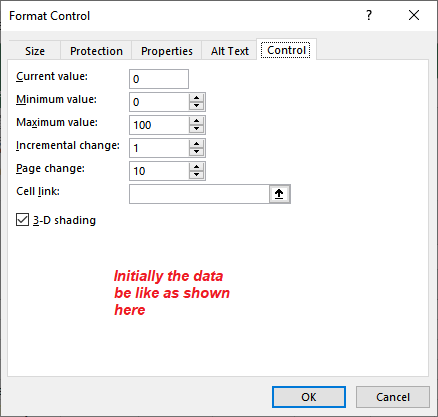 Format Control
Size Protection Properties Alt Text Control
Current value: 0
Minimum value: 0
Maximum value: 100
Incremental change: 1
Page change: 10
Cell link:
3-D shading
Initially the data
be like as shown
here
OK Cancel